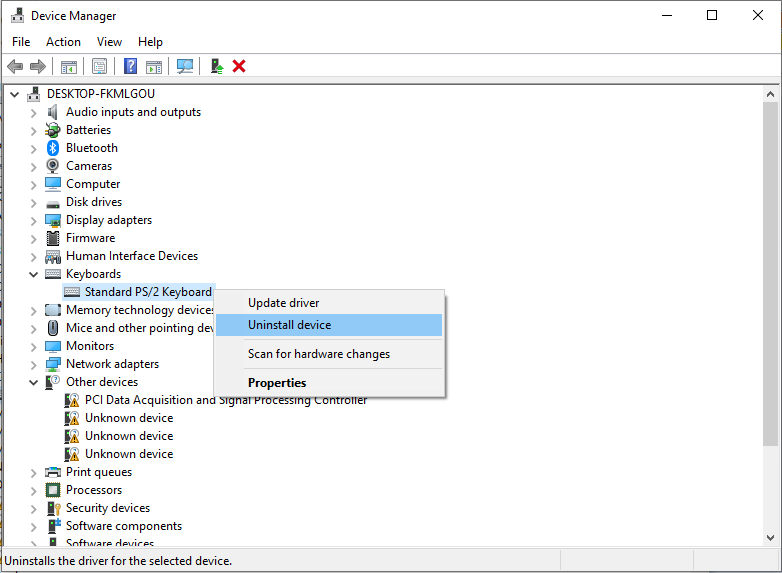 Device Manager
File Action View Help
DESKTOP-FKMLGOU
Audio inputs and outputs
Batteries
Bluetooth
Cameras
Computer
Disk drives
Display adapters
Firmware
Human Interface Devices
Keyboards
Standard PS/2 Keyboard
Update driver
Memory technology devices
Uninstall device
Mice and other pointing dev
Monitors
Scan for hardware changes
Network adapters
Other devices
Properties
PCI Data Acquisition and Signal Processing Controller
Unknown device
Unknown device
Unknown device
Print queues
Processors
Security devices
Software components
Software devices
Uninstalls the driver for the selected device.